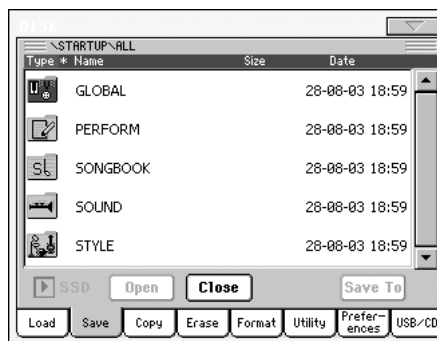 DISK
\STARTUP\ALL
Type * Name Size Date
GLOBAL 28-08-03 18:59
PERFORM 28-08-03 18:59
Sb SONGBOOK 28-08-03 18:59
SOUND 28-08-03 18:59
STYLE 28-08-03 18:59
SSD Open Close Save To
Load Save Copy Erase Format Utility Prefer- USB/CD
ences